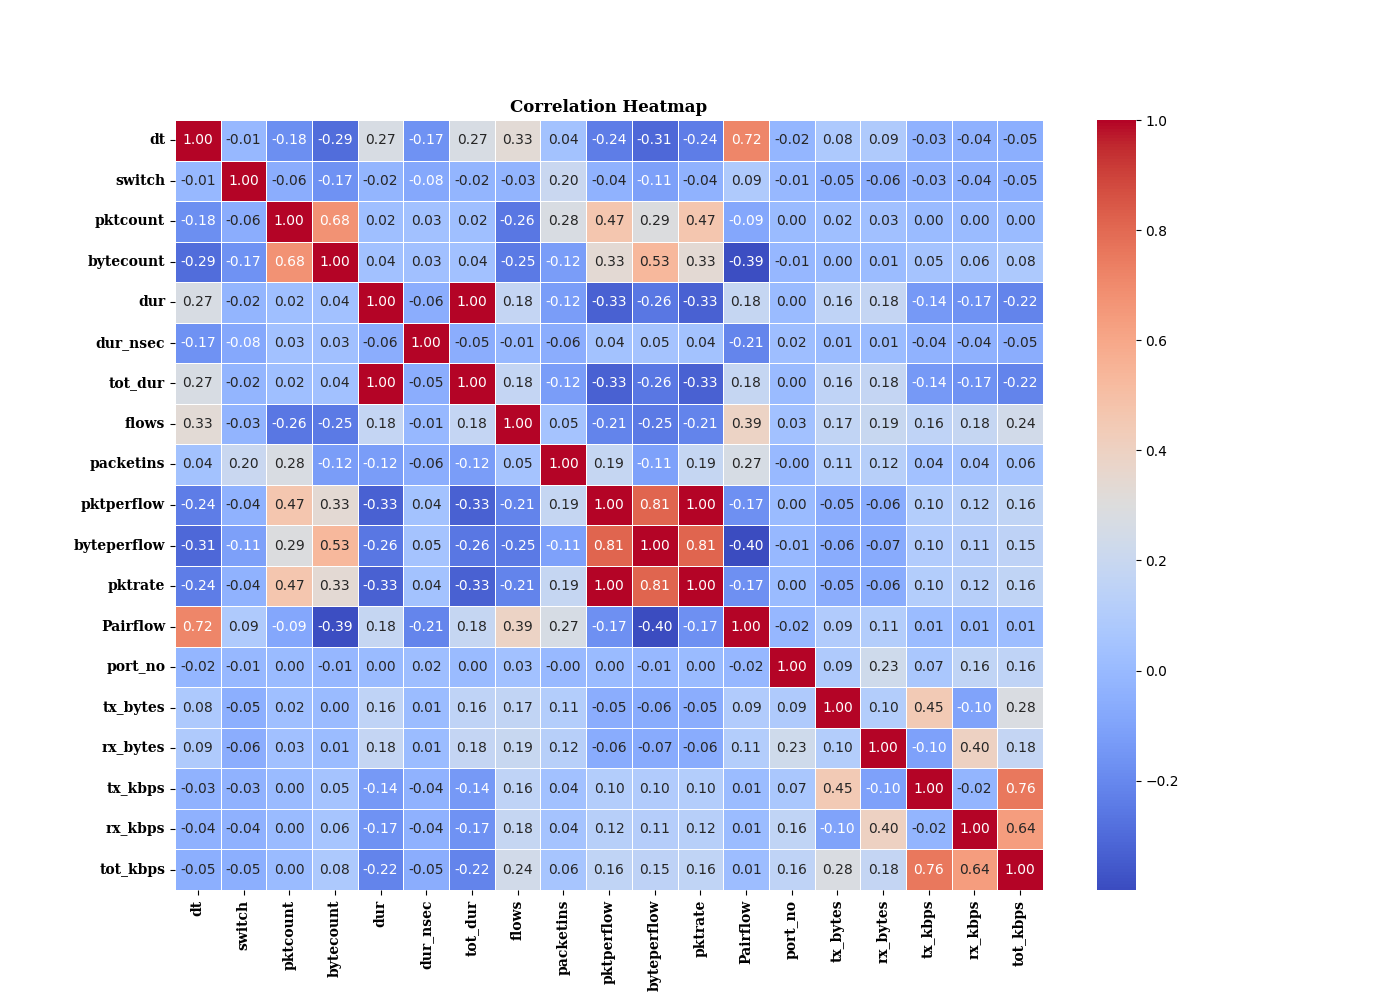 Correlation Heatmap
dt 1.00 -0.01 -0.18 -0.29 0.27 -0.17 0.27 0.33 0.04 -0.24 -0.31 -0.24 0.72 -0.02 0.08 0.09 -0.03 -0.04 -0.05
switch -0.01 1.00 -0.06 -0.17 -0.02 -0.08 -0.02 -0.03 0.20 -0.04 -0.11 -0.04 0.09 -0.01 -0.05 -0.06 -0.03 -0.04 -0.05
pktcount -0.18 -0.06 1.00 0.68 0.02 0.03 0.02 -0.26 0.28 0.47 0.29 0.47 -0.09 0.00 0.02 0.03 0.00 0.00 0.00
bytecount -0.29 -0.17 0.68 1.00 0.04 0.03 0.04 -0.25 -0.12 0.33 0.53 0.33 -0.39 -0.01 0.00 0.01 0.05 0.06 0.08
dur 0.27 -0.02 0.02 0.04 1.00 -0.06 1.00 0.18 -0.12 -0.33 -0.26 -0.33 0.18 0.00 0.16 0.18 -0.14 -0.17 -0.22
dur_nsec -0.17 -0.08 0.03 0.03 -0.06 1.00 -0.05 -0.01 -0.06 0.04 0.05 0.04 -0.21 0.02 0.01 0.01 -0.04 -0.04 -0.05
tot_dur 0.27 -0.02 0.02 0.04 1.00 -0.05 1.00 0.18 -0.12 -0.33 -0.26 -0.33 0.18 0.00 0.16 0.18 -0.14 -0.17 -0.22
flows 0.33 -0.03 -0.26 -0.25 0.18 -0.01 0.18 1.00 0.05 -0.21 -0.25 -0.21 0.39 0.03 0.17 0.19 0.16 0.18 0.24
packetins 0.04 0.20 0.28 -0.12 -0.12 -0.06 -0.12 0.05 1.00 0.19 -0.11 0.19 0.27 -0.00 0.11 0.12 0.04 0.04 0.06
pktperflow -0.24 -0.04 0.47 0.33 -0.33 0.04 -0.33 -0.21 0.19 1.00 0.81 1.00 -0.17 0.00 -0.05 -0.06 0.10 0.12 0.16
byteperflow -0.31 -0.11 0.29 0.53 -0.26 0.05 -0.26 -0.25 -0.11 0.81 1.00 0.81 -0.40 -0.01 -0.06 -0.07 0.10 0.11 0.15
pktrate -0.24 -0.04 0.47 0.33 -0.33 0.04 -0.33 -0.21 0.19 1.00 0.81 1.00 -0.17 0.00 -0.05 -0.06 0.10 0.12 0.16
Pairflow 0.72 0.09 -0.09 -0.39 0.18 -0.21 0.18 0.39 0.27 -0.17 -0.40 -0.17 1.00 -0.02 0.09 0.11 0.01 0.01 0.01
port_no -0.02 -0.01 0.00 -0.01 0.00 0.02 0.00 0.03 -0.00 0.00 -0.01 0.00 -0.02 1.00 0.09 0.23 0.07 0.16 0.16
tx_bytes 0.08 -0.05 0.02 0.00 0.16 0.01 0.16 0.17 0.11 -0.05 -0.06 -0.05 0.09 0.09 1.00 0.10 0.45 -0.10 0.28
rx_bytes 0.09 -0.06 0.03 0.01 0.18 0.01 0.18 0.19 0.12 -0.06 -0.07 -0.06 0.11 0.23 0.10 1.00 -0.10 0.40 0.18
tx_kbps -0.03 -0.03 0.00 0.05 -0.14 -0.04 -0.14 0.16 0.04 0.10 0.10 0.10 0.01 0.07 0.45 -0.10 1.00 -0.02 0.76
rx_kbps -0.04 -0.04 0.00 0.06 -0.17 -0.04 -0.17 0.18 0.04 0.12 0.11 0.12 0.01 0.16 -0.10 0.40 -0.02 1.00 0.64
tot_kbps -0.05 -0.05 0.00 0.08 -0.22 -0.05 -0.22 0.24 0.06 0.16 0.15 0.16 0.01 0.16 0.28 0.18 0.76 0.64 1.00
dt switch pktcount bytecount dur dur_nsec tot_dur flows packetins pktperflow byteperflow pktrate Pairflow port_no tx_bytes rx_bytes tx_kbps rx_kbps tot_kbps
1.0
0.8
0.6
0.4
0.2
0.0
−0.2